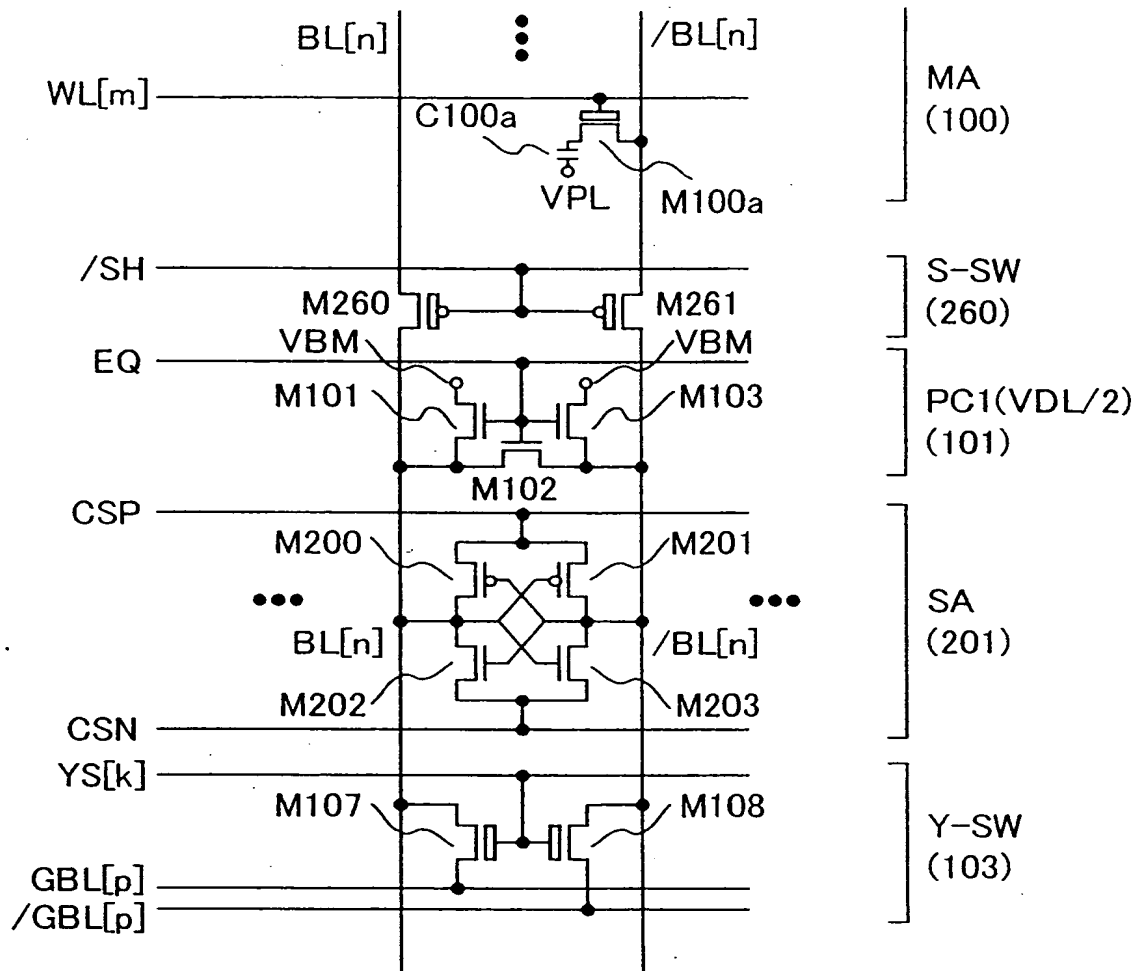 BL[n]
/BL[n]
WL[m]
C100a
VPL
M100a
MA
(100)
/SH
M260
M261
S-SW
(260)
EQ
VBM
VBM
M101
M103
M102
PC1(VDL/2)
(101)
CSP
M200
M201
BL[n]
/BL[n]
M202
M203
SA
(201)
CSN
YS[k]
M107
M108
Y-SW
(103)
GBL[p]
/GBL[p]